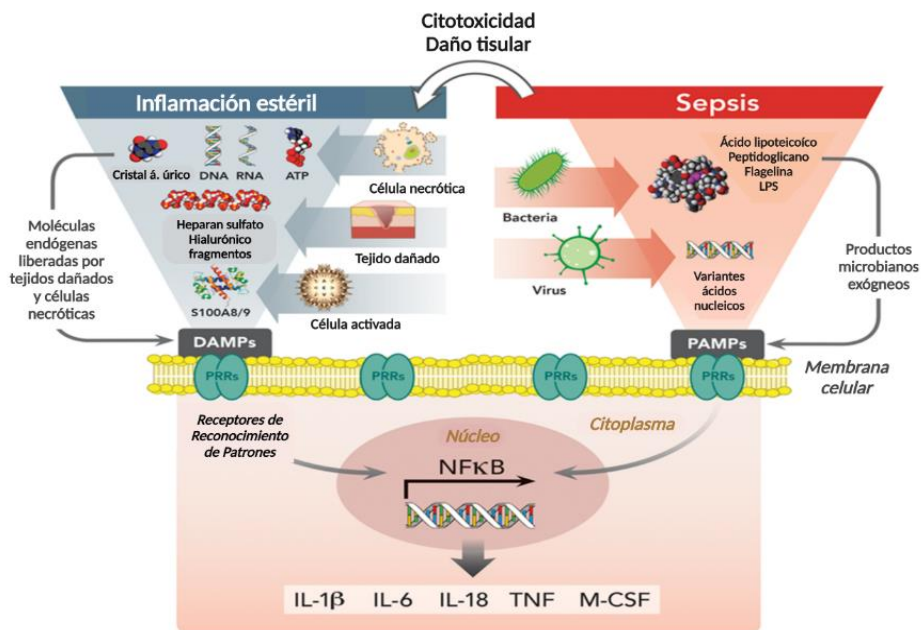 Citotoxicidad
Daño tisular
Inflamación estéril
Cristal á. úrico
DNA
RNA
ATP
Célula necrótica
Heparan sulfato
Hialurónico
fragmentos
Tejido dañado
S100A8/9
Célula activada
Moléculas
endógenas
liberadas por
tejidos dañados
y células
necróticas
DAMPs
Sepsis
Ácido lipoteicoíco
Peptidoglicano
Flagelina
LPS
Bacteria
Virus
Variantes
ácidos
nucleicos
Productos
microbianos
exógneos
PAMPs
PRRs
PRRs
PRRs
PRRs
Membrana
celular
Receptores de
Reconocimiento
de Patrones
Núcleo
Citoplasma
NFκB
IL-1β IL-6 IL-18 TNF M-CSF